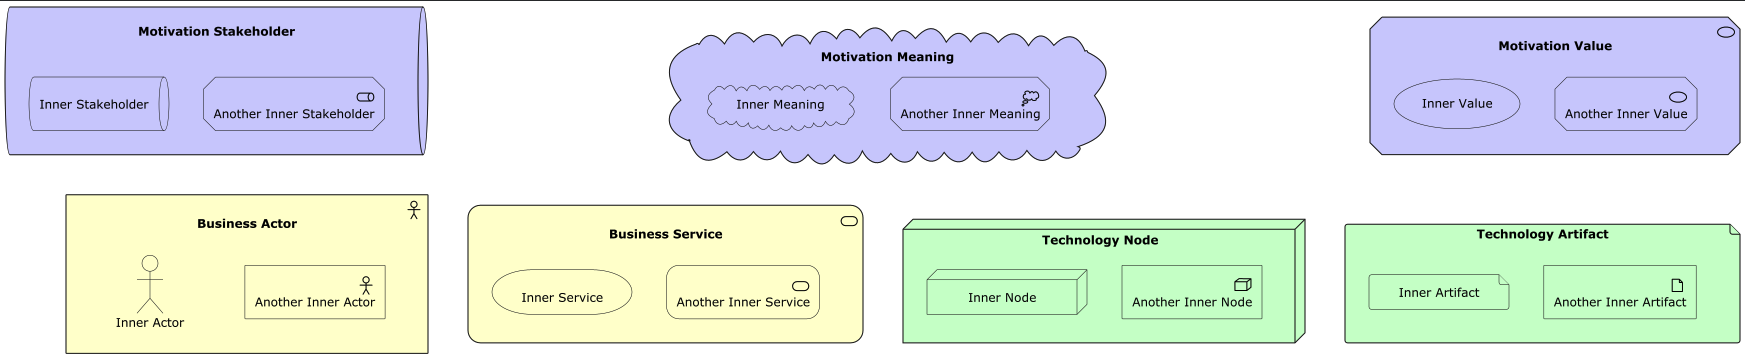 Motivation Stakeholder
Inner Stakeholder
Another Inner Stakeholder
Motivation Meaning
Inner Meaning
Another Inner Meaning
Motivation Value
Inner Value
Another Inner Value
Business Actor
Inner Actor
Another Inner Actor
Business Service
Inner Service
Another Inner Service
Technology Node
Inner Node
Another Inner Node
Technology Artifact
Inner Artifact
Another Inner Artifact